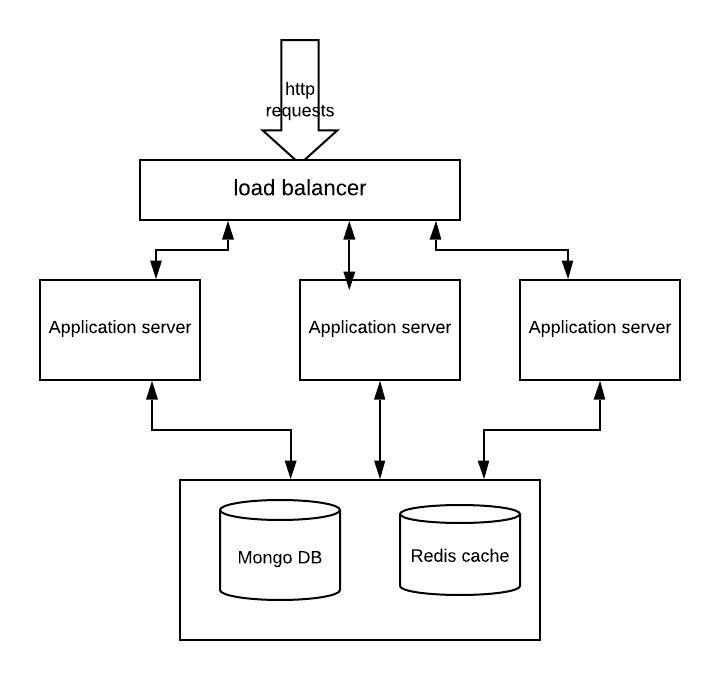 http
requests
load balancer
Application server
Application server
Application server
Mongo DB
Redis cache